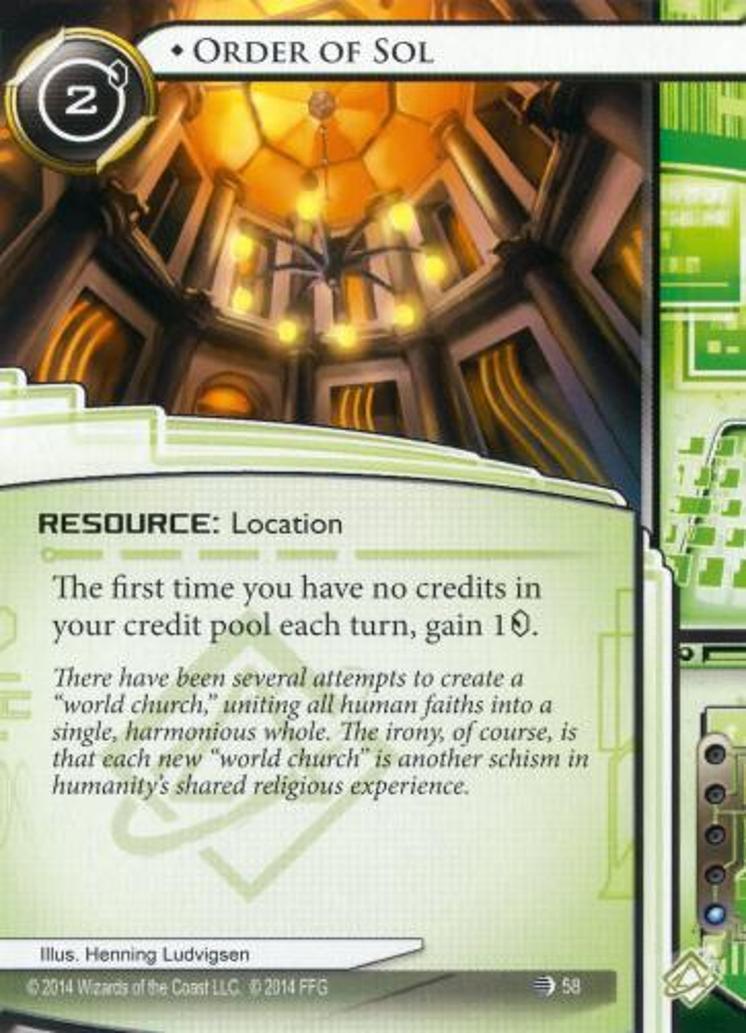 2
◆ ORDER OF SOL
RESOURCE: Location
The first time you have no credits in
your credit pool each turn, gain 1.
There have been several attempts to create a
“world church,” uniting all human faiths into a
single, harmonious whole. The irony, of course, is
that each new “world church” is another schism in
humanity’s shared religious experience.
Illus. Henning Ludvigsen
© 2014 Wizards of the Coast LLC. © 2014 FFG 58